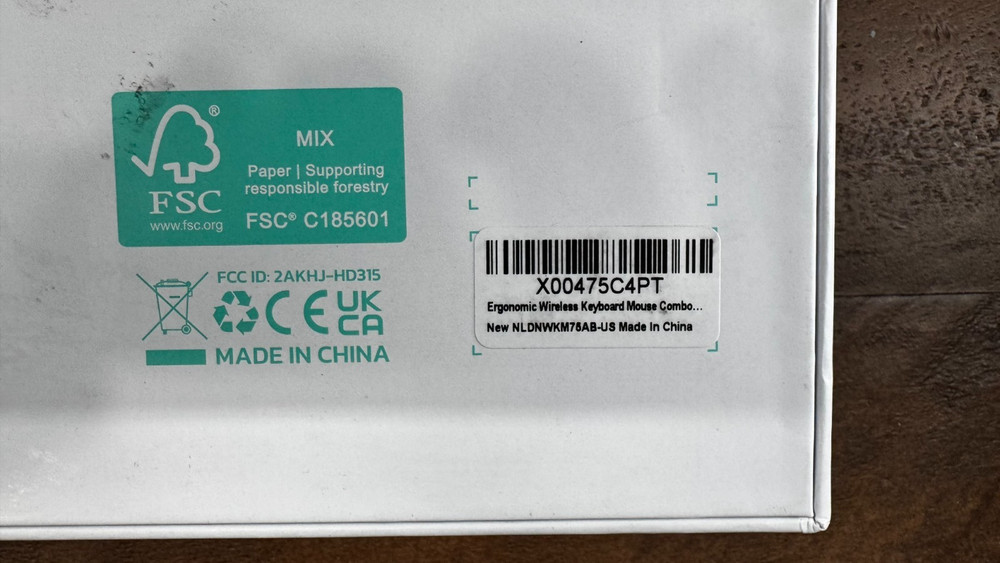 ®
MIX
Paper | Supporting
responsible forestry
FSC
www.fsc.org
FSC® C185601
FCC ID: 2AKHJ-HD315
CE UK
CA
MADE IN CHINA
X00475C4PT
Ergonomic Wireless Keyboard Mouse Combo...
New NLDNWKM75AB-US Made In China